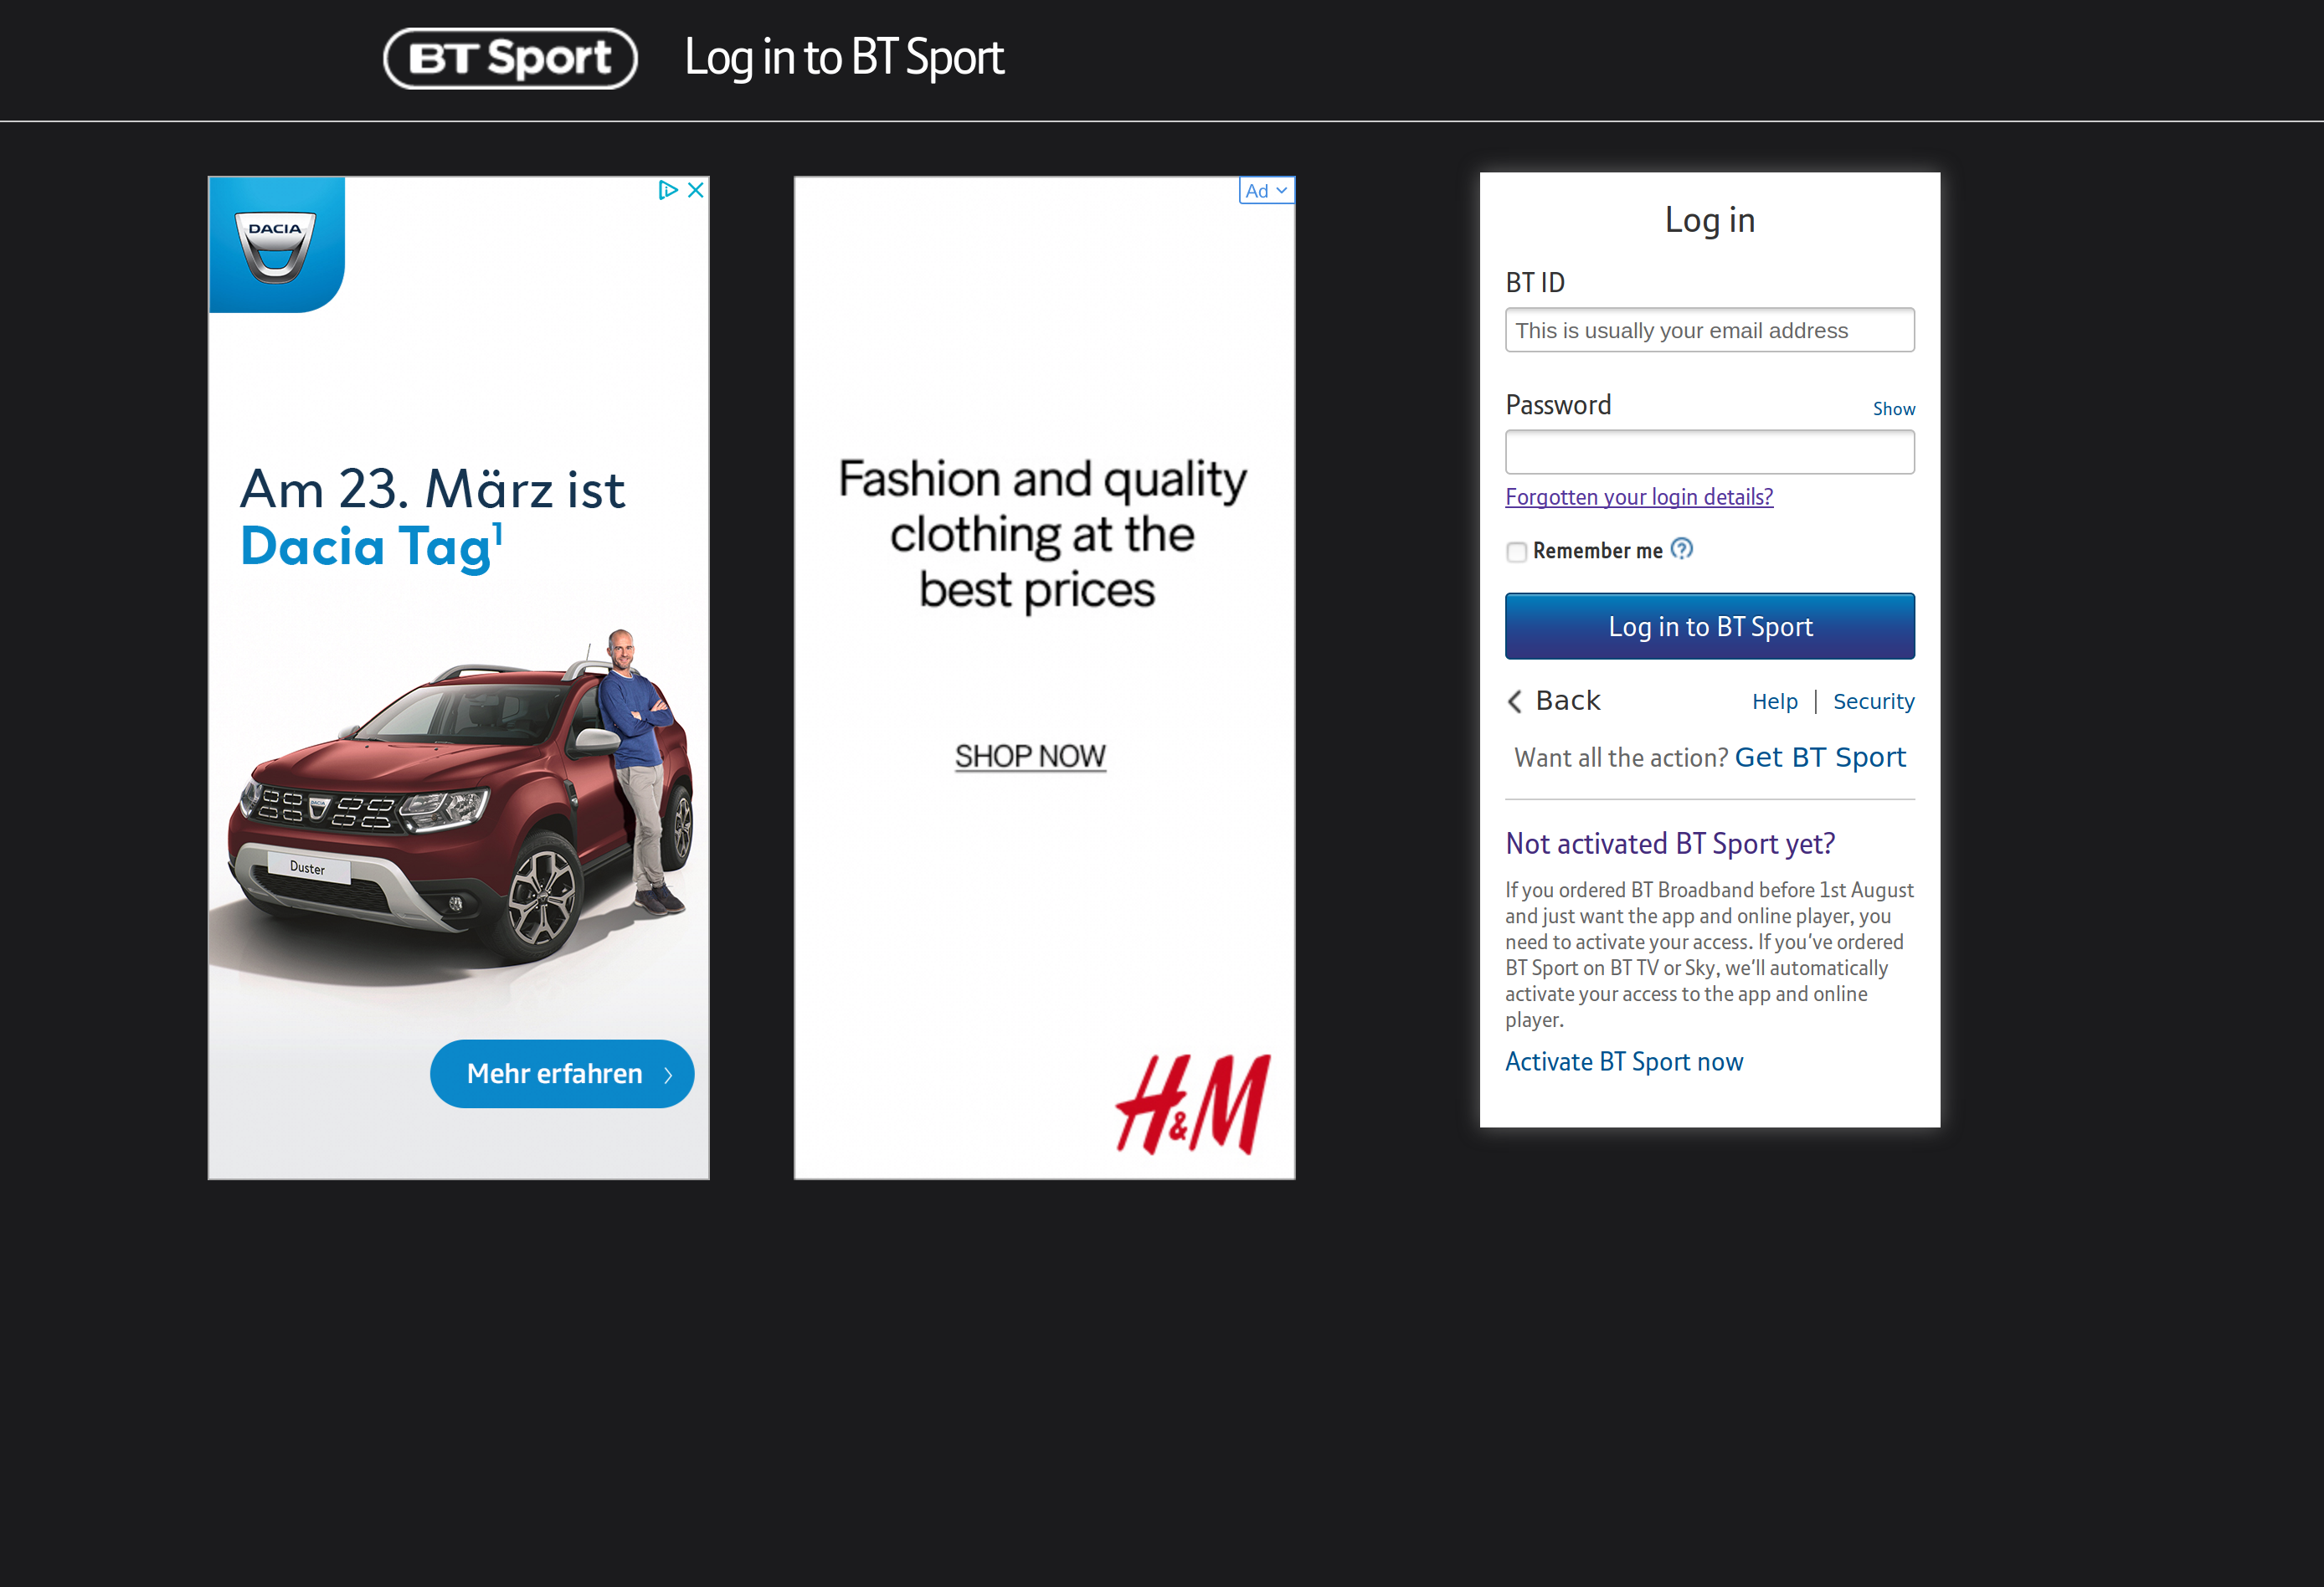 BT Sport
Log in to BT Sport
DACIA
Am 23. März ist
Dacia Tag¹
DACIA
Duster
Mehr erfahren
Ad
Fashion and quality
clothing at the
best prices
SHOP NOW
H&M
Log in
BT ID
This is usually your email address
Password Show
Forgotten your login details?
Remember me ?
Log in to BT Sport
Back Help | Security
Want all the action? Get BT Sport
Not activated BT Sport yet?
If you ordered BT Broadband before 1st August
and just want the app and online player, you
need to activate your access. If you've ordered
BT Sport on BT TV or Sky, we'll automatically
activate your access to the app and online
player.
Activate BT Sport now